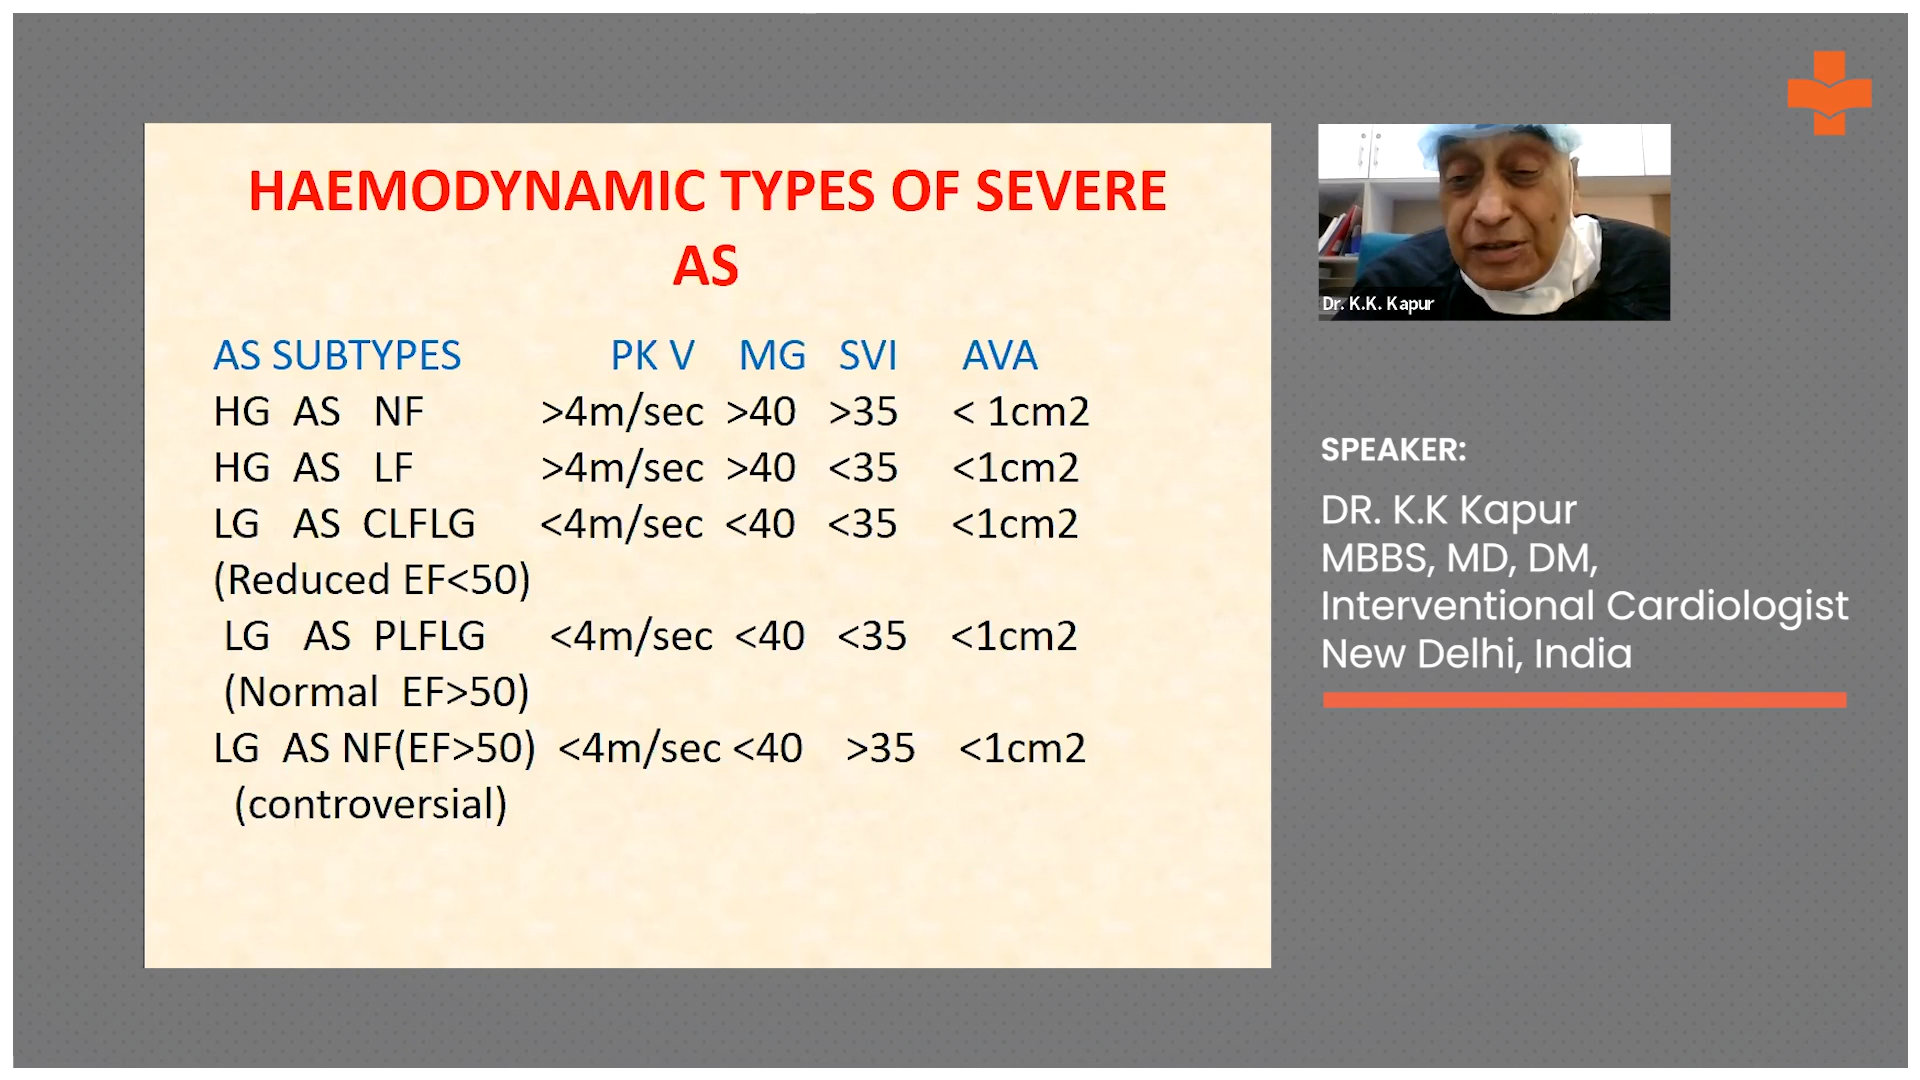 HAEMODYNAMIC TYPES OF SEVERE
AS
AS SUBTYPES PK V MG SVI AVA
HG AS NF >4m/sec >40 >35 < 1cm2
HG AS LF >4m/sec >40 <35 <1cm2
LG AS CLFLG <4m/sec <40 <35 <1cm2
(Reduced EF<50)
LG AS PLFLG <4m/sec <40 <35 <1cm2
(Normal EF>50)
LG AS NF(EF>50) <4m/sec <40 >35 <1cm2
(controversial)
Dr. K.K. Kapur
SPEAKER:
DR. K.K Kapur
MBBS, MD, DM,
Interventional Cardiologist
New Delhi, India